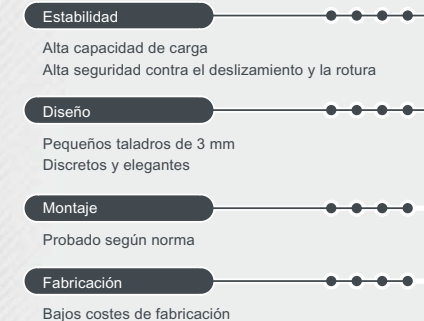 Estabilidad
Alta capacidad de carga
Alta seguridad contra el deslizamiento y la rotura
Diseño
Pequeños taladros de 3 mm
Discretos y elegantes
Montaje
Probado según norma
Fabricación
Bajos costes de fabricación